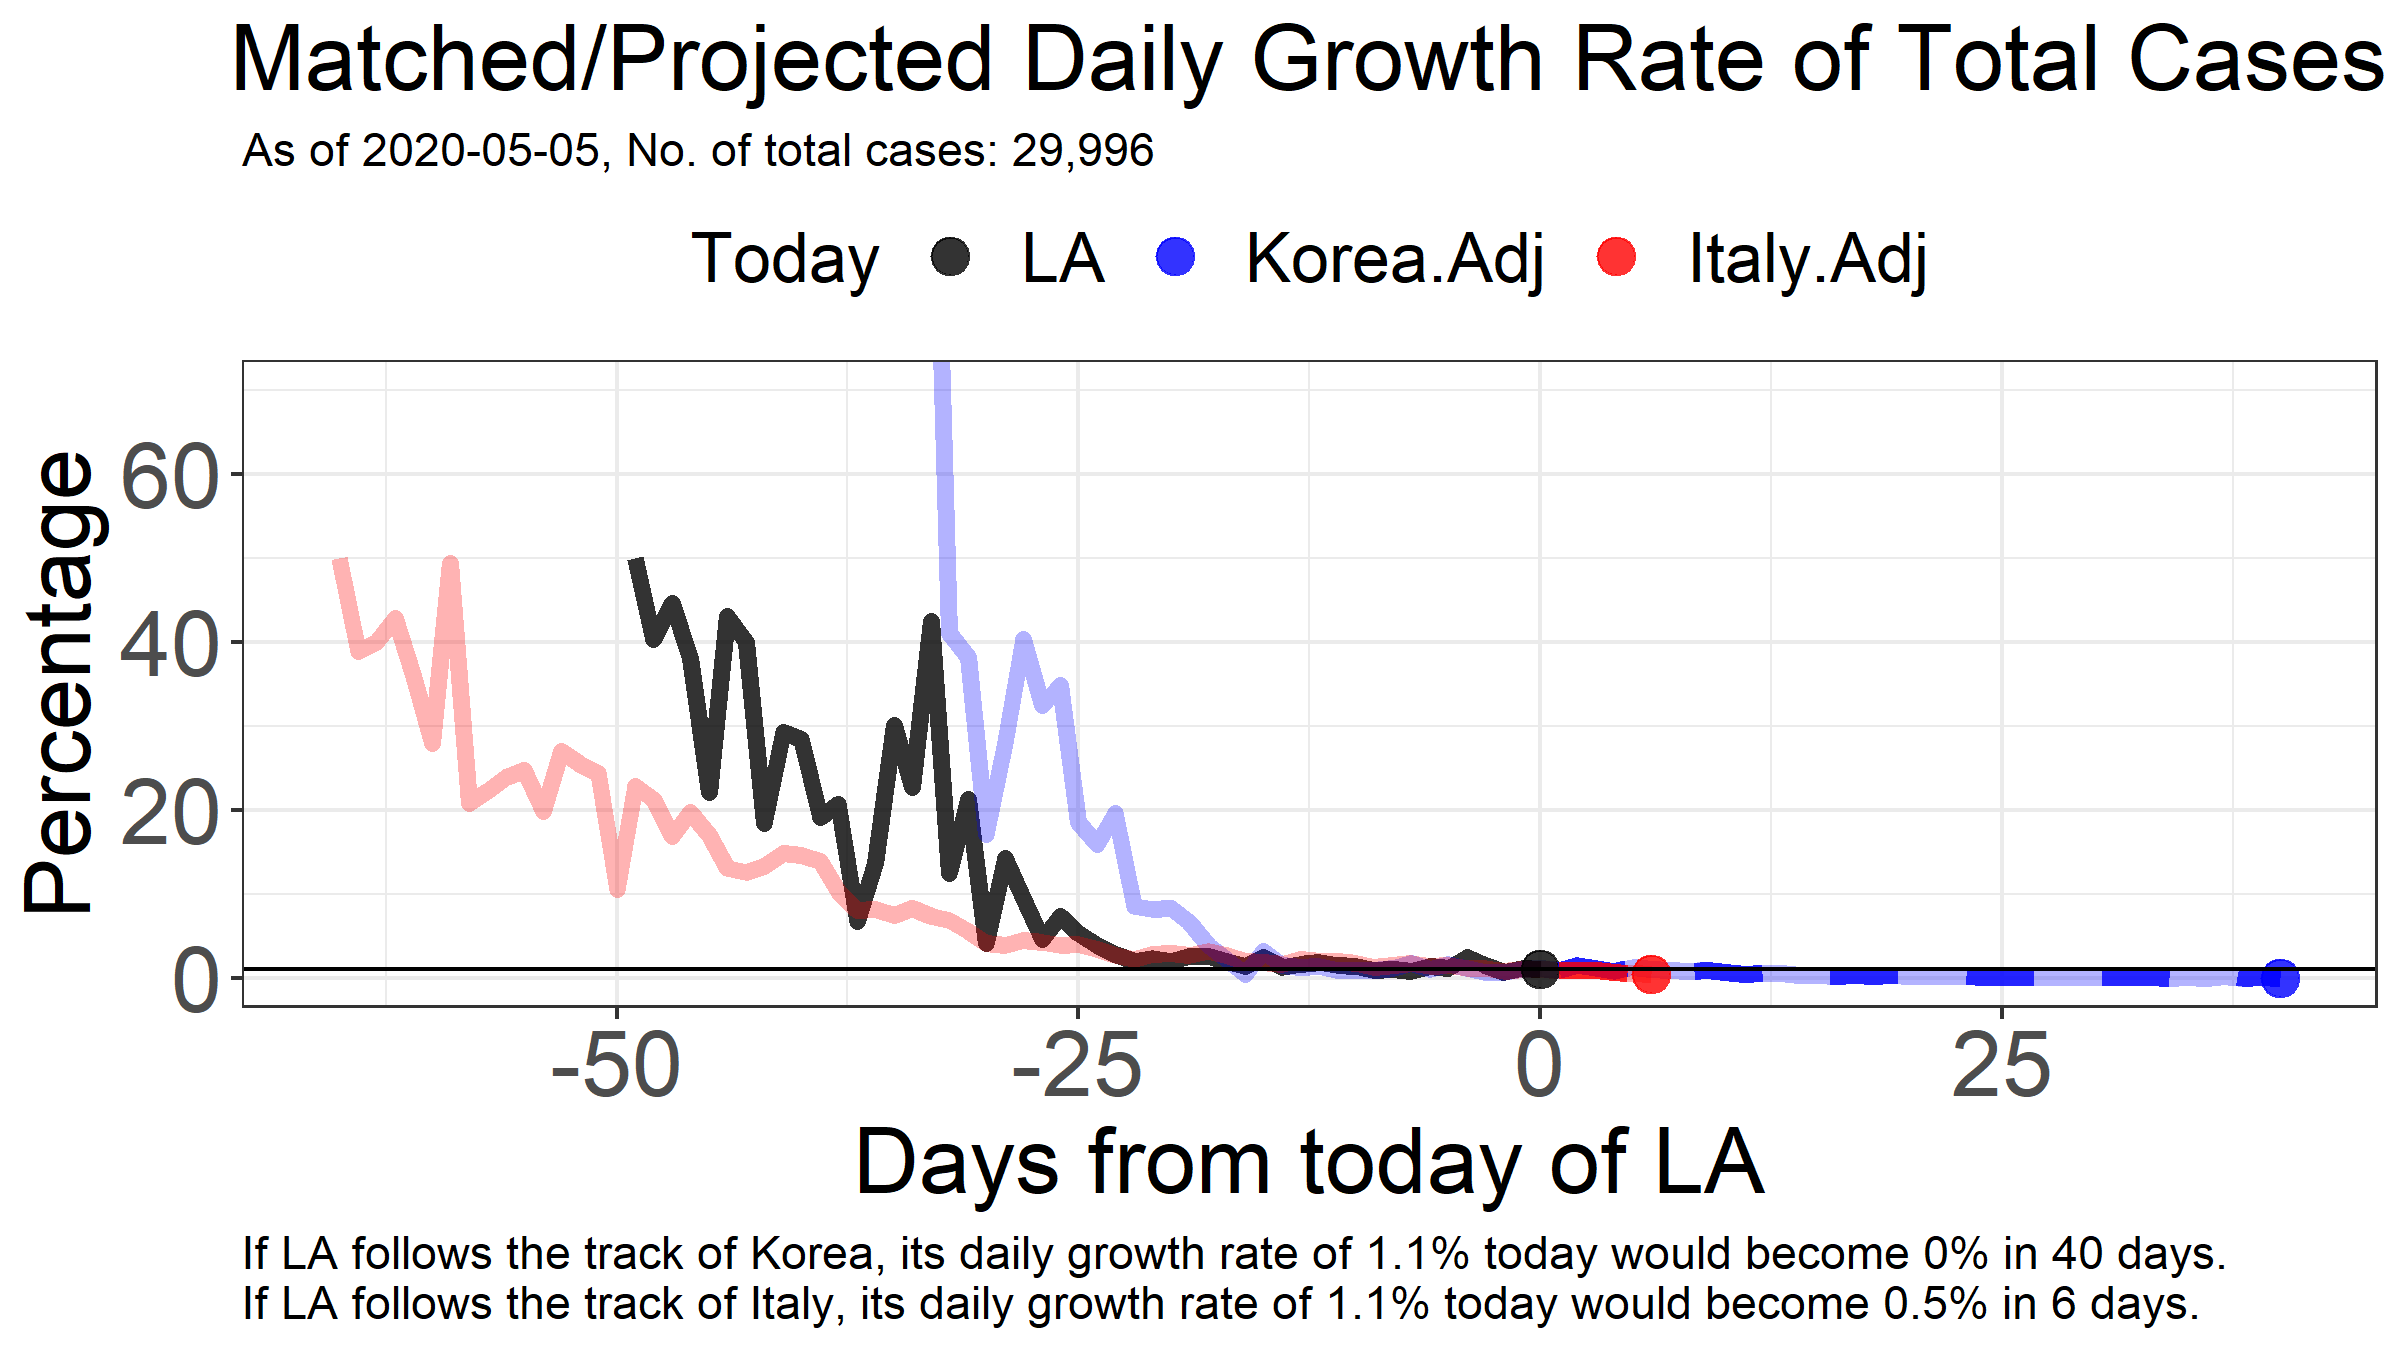 Matched/Projected Daily Growth Rate of Total Cases
As of 2020-05-05, No. of total cases: 29,996
Today LA Korea.Adj Italy.Adj
Percentage
60
40
20
0
-50 -25 0 25
Days from today of LA
If LA follows the track of Korea, its daily growth rate of 1.1% today would become 0% in 40 days.
If LA follows the track of Italy, its daily growth rate of 1.1% today would become 0.5% in 6 days.